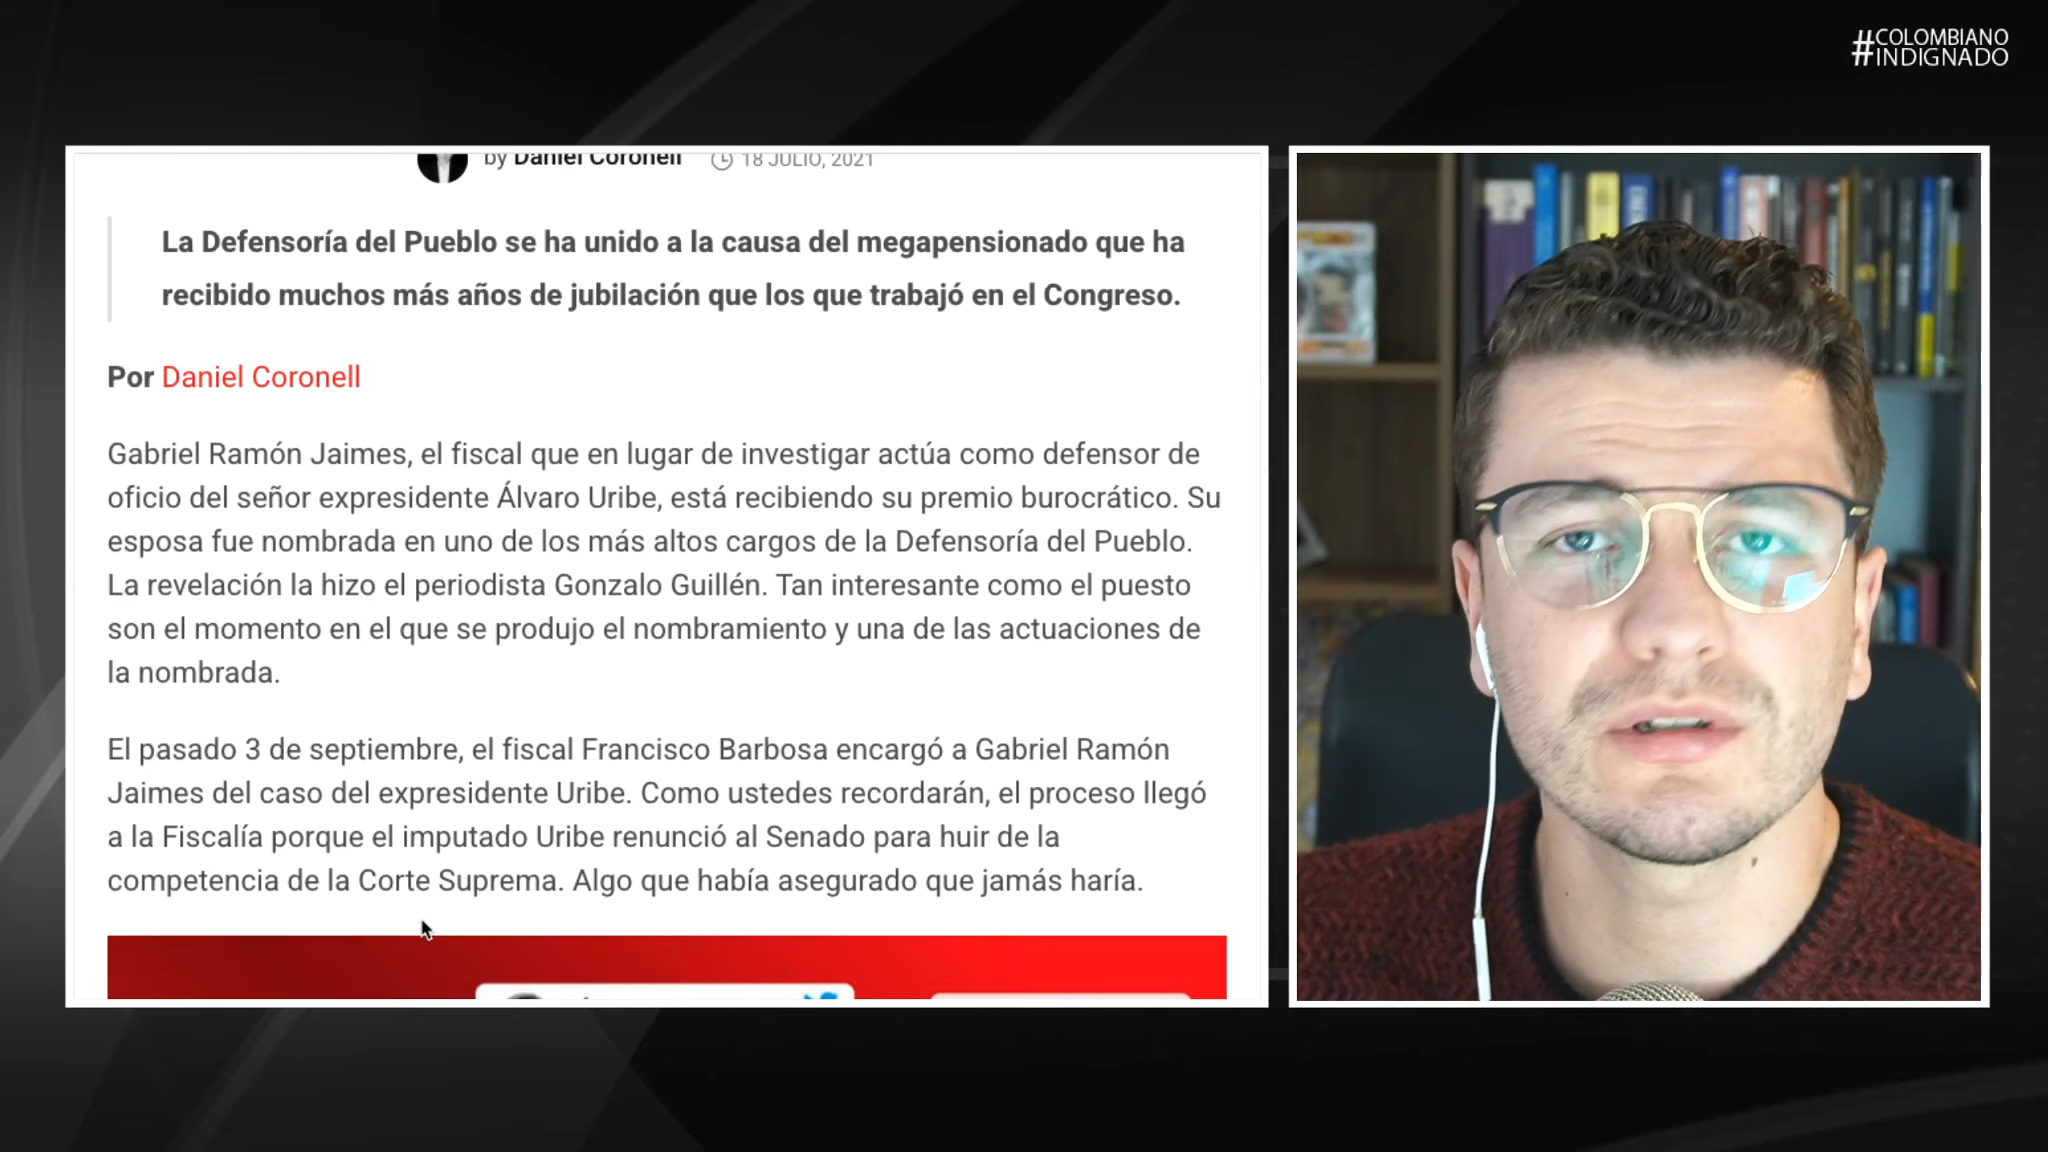 #COLOMBIANO
INDIGNADO
by Daniel Coronell 18 JULIO, 2021
La Defensoría del Pueblo se ha unido a la causa del megapensionado que ha
recibido muchos más años de jubilación que los que trabajó en el Congreso.
Por Daniel Coronell
Gabriel Ramón Jaimes, el fiscal que en lugar de investigar actúa como defensor de
oficio del señor expresidente Álvaro Uribe, está recibiendo su premio burocrático. Su
esposa fue nombrada en uno de los más altos cargos de la Defensoría del Pueblo.
La revelación la hizo el periodista Gonzalo Guillén. Tan interesante como el puesto
son el momento en el que se produjo el nombramiento y una de las actuaciones de
la nombrada.
El pasado 3 de septiembre, el fiscal Francisco Barbosa encargó a Gabriel Ramón
Jaimes del caso del expresidente Uribe. Como ustedes recordarán, el proceso llegó
a la Fiscalía porque el imputado Uribe renunció al Senado para huir de la
competencia de la Corte Suprema. Algo que había asegurado que jamás haría.